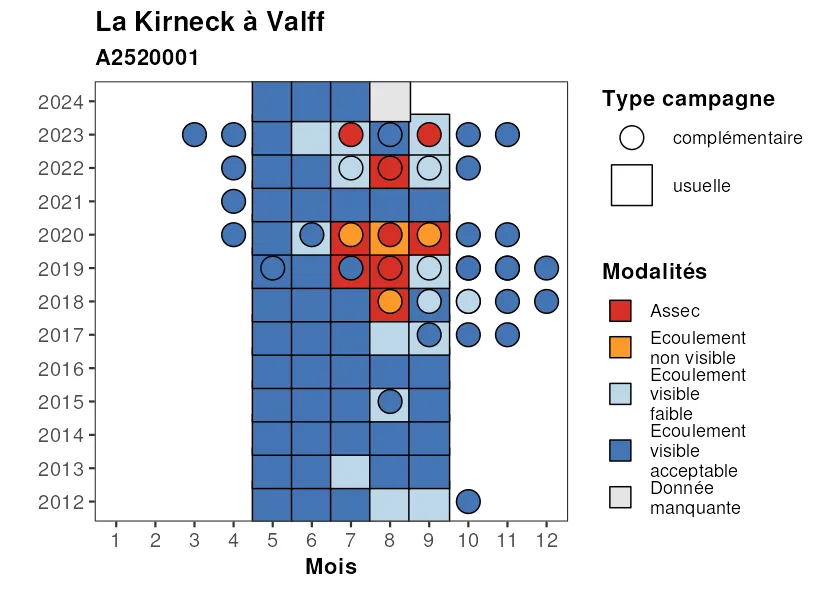 La Kirneck à Valff
A2520001
2024
2023
2022
2021
2020
2019
2018
2017
2016
2015
2014
2013
2012
1 2 3 4 5 6 7 8 9 10 11 12
Mois
Type campagne
complémentaire
usuelle
Modalités
Assec
Ecoulement
non visible
Ecoulement
visible
faible
Ecoulement
visible
acceptable
Donnée
manquante